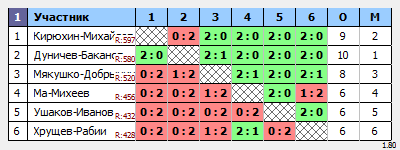 1 Участник 1 2 3 4 5 6 О М
1 Кирюхин-Михай R:597 0:2 2:0 2:0 2:0 2:0 9 2
2 Дуничев-Бакано R:580 2:0 2:1 2:0 2:0 2:0 10 1
3 Мякушко-Добры R:520 0:2 1:2 2:1 2:0 2:1 8 3
4 Ма-Михеев R:456 0:2 0:2 1:2 2:0 1:2 6 4
5 Ушаков-Иванов R:432 0:2 0:2 0:2 0:2 2:0 6 5
6 Хрущев-Рабии R:428 0:2 0:2 1:2 2:1 0:2 6 6
1.80